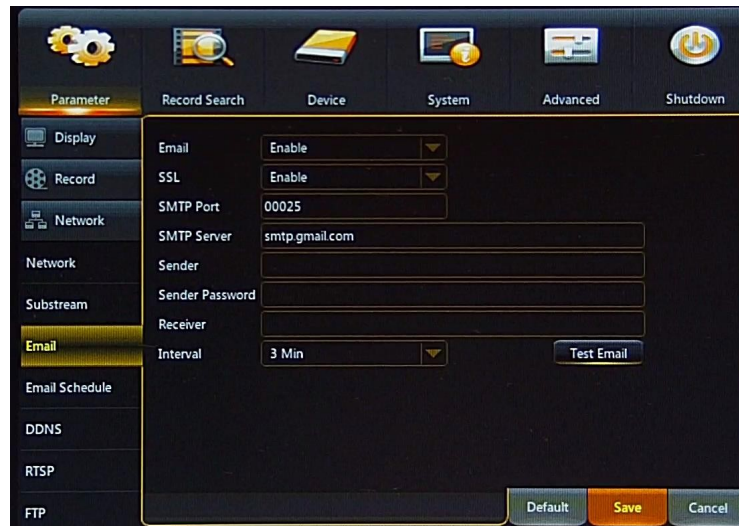 Parameter Record Search Device System Advanced Shutdown
Display
Record
Network
Network
Substream
Email
Email Schedule
DDNS
RTSP
FTP
Email Enable
SSL Enable
SMTP Port 00025
SMTP Server smtp.gmail.com
Sender
Sender Password
Receiver
Interval 3 Min Test Email
Default Save Cancel